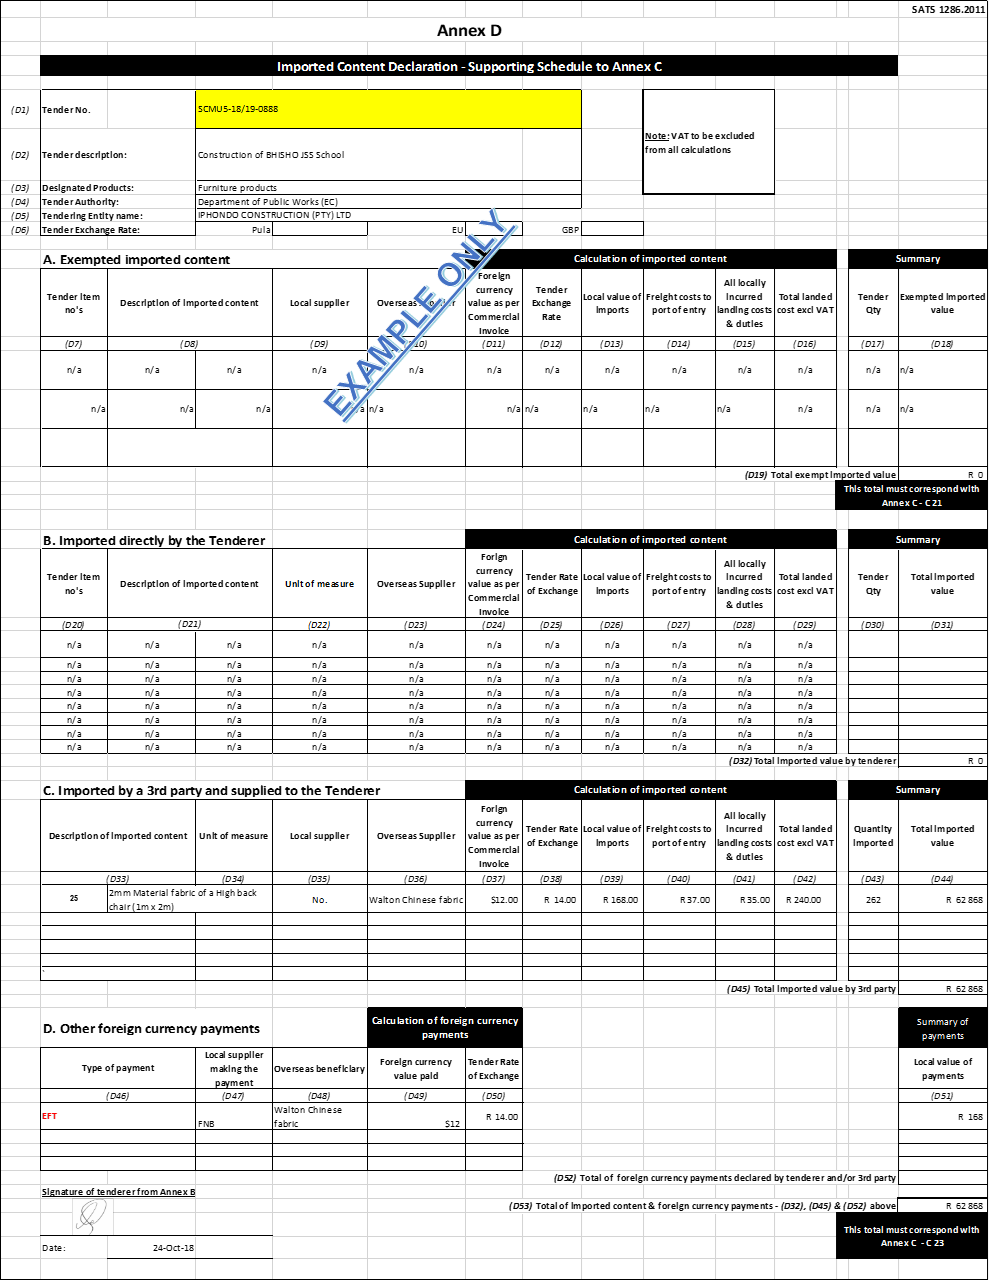 SATS 1286.2011
Annex D
Imported Content Declaration - Supporting Schedule to Annex C
(D1) Tender No. SCMU5-18/19-0888
Note: VAT to be excluded
from all calculations
(D2) Tender description: Construction of BHISHO JSS School
(D3) Designated Products: Furniture products
(D4) Tender Authority: Department of Public Works (EC)
(D5) Tendering Entity name: IPHONDO CONSTRUCTION (PTY) LTD
(D6) Tender Exchange Rate: Pula EU GBP
EXAMPLE ONLY
A. Exempted imported content Calculation of imported content Summary
Tender item no's Description of imported content Local supplier Overseas Foreign currency value as per Commercial Invoice Tender Exchange Rate Local value of imports Freight costs to port of entry All locally incurred landing costs & duties Total landed cost excl VAT Tender Qty Exempted imported value
(D7) (D8) (D9) (D10) (D11) (D12) (D13) (D14) (D15) (D16) (D17) (D18)
n/a n/a n/a n/a n/a n/a n/a n/a n/a n/a n/a n/a n/a
n/a n/a n/a n/a n/a n/a n/a n/a n/a n/a n/a n/a n/a
(D19) Total exempt imported value R 0
This total must correspond with
Annex C - C 21
B. Imported directly by the Tenderer Calculation of imported content Summary
Tender item no's Description of imported content Unit of measure Overseas Supplier Forign currency value as per Commercial Invoice Tender Rate of Exchange Local value of imports Freight costs to port of entry All locally incurred landing costs & duties Total landed cost excl VAT Tender Qty Total imported value
(D20) (D21) (D22) (D23) (D24) (D25) (D26) (D27) (D28) (D29) (D30) (D31)
n/a n/a n/a n/a n/a n/a n/a n/a n/a n/a n/a
n/a n/a n/a n/a n/a n/a n/a n/a n/a n/a n/a
n/a n/a n/a n/a n/a n/a n/a n/a n/a n/a n/a
n/a n/a n/a n/a n/a n/a n/a n/a n/a n/a n/a
n/a n/a n/a n/a n/a n/a n/a n/a n/a n/a n/a
n/a n/a n/a n/a n/a n/a n/a n/a n/a n/a n/a
n/a n/a n/a n/a n/a n/a n/a n/a n/a n/a n/a
n/a n/a n/a n/a n/a n/a n/a n/a n/a n/a n/a
(D32) Total imported value by tenderer R 0
C. Imported by a 3rd party and supplied to the Tenderer Calculation of imported content Summary
Description of imported content Unit of measure Local supplier Overseas Supplier Forign currency value as per Commercial Invoice Tender Rate of Exchange Local value of imports Freight costs to port of entry All locally incurred landing costs & duties Total landed cost excl VAT Quantity imported Total imported value
(D33) (D34) (D35) (D36) (D37) (D38) (D39) (D40) (D41) (D42) (D43) (D44)
25 2mm Material fabric of a High back chair (1m x 2m) No. Walton Chinese fabric $12.00 R 14.00 R 168.00 R 37.00 R 35.00 R 240.00 262 R 62 868
(D45) Total imported value by 3rd party R 62 868
D. Other foreign currency payments Calculation of foreign currency payments Summary of payments
Type of payment Local supplier making the payment Overseas beneficiary Foreign currency value paid Tender Rate of Exchange Local value of payments
(D46) (D47) (D48) (D49) (D50) (D51)
EFT FNB Walton Chinese fabric $12 R 14.00 R 168
(D52) Total of foreign currency payments declared by tenderer and/or 3rd party
Signature of tenderer from Annex B
(D53) Total of imported content & foreign currency payments - (D32), (D45) & (D52) above R 62 868
This total must correspond with
Annex C - C 23
Date: 24-Oct-18